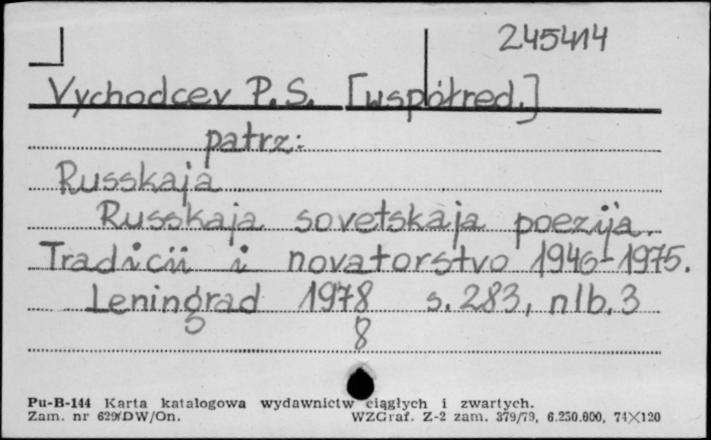 245414
Vychodcev P.S. [współred.]
patrz:
Russkaja
Russkaja sovetskaja poezija.
Tradicii i novatorstvo 1946-1975.
Leningrad 1978 s. 283, nlb. 3
5 8
Pu-B-144 Karta katalogowa wydawnictw ciągłych i zwartych.
Zam. nr 629/DW/On. WZGraf. Z-2 zam. 379/79, 6.250.000, 74×120